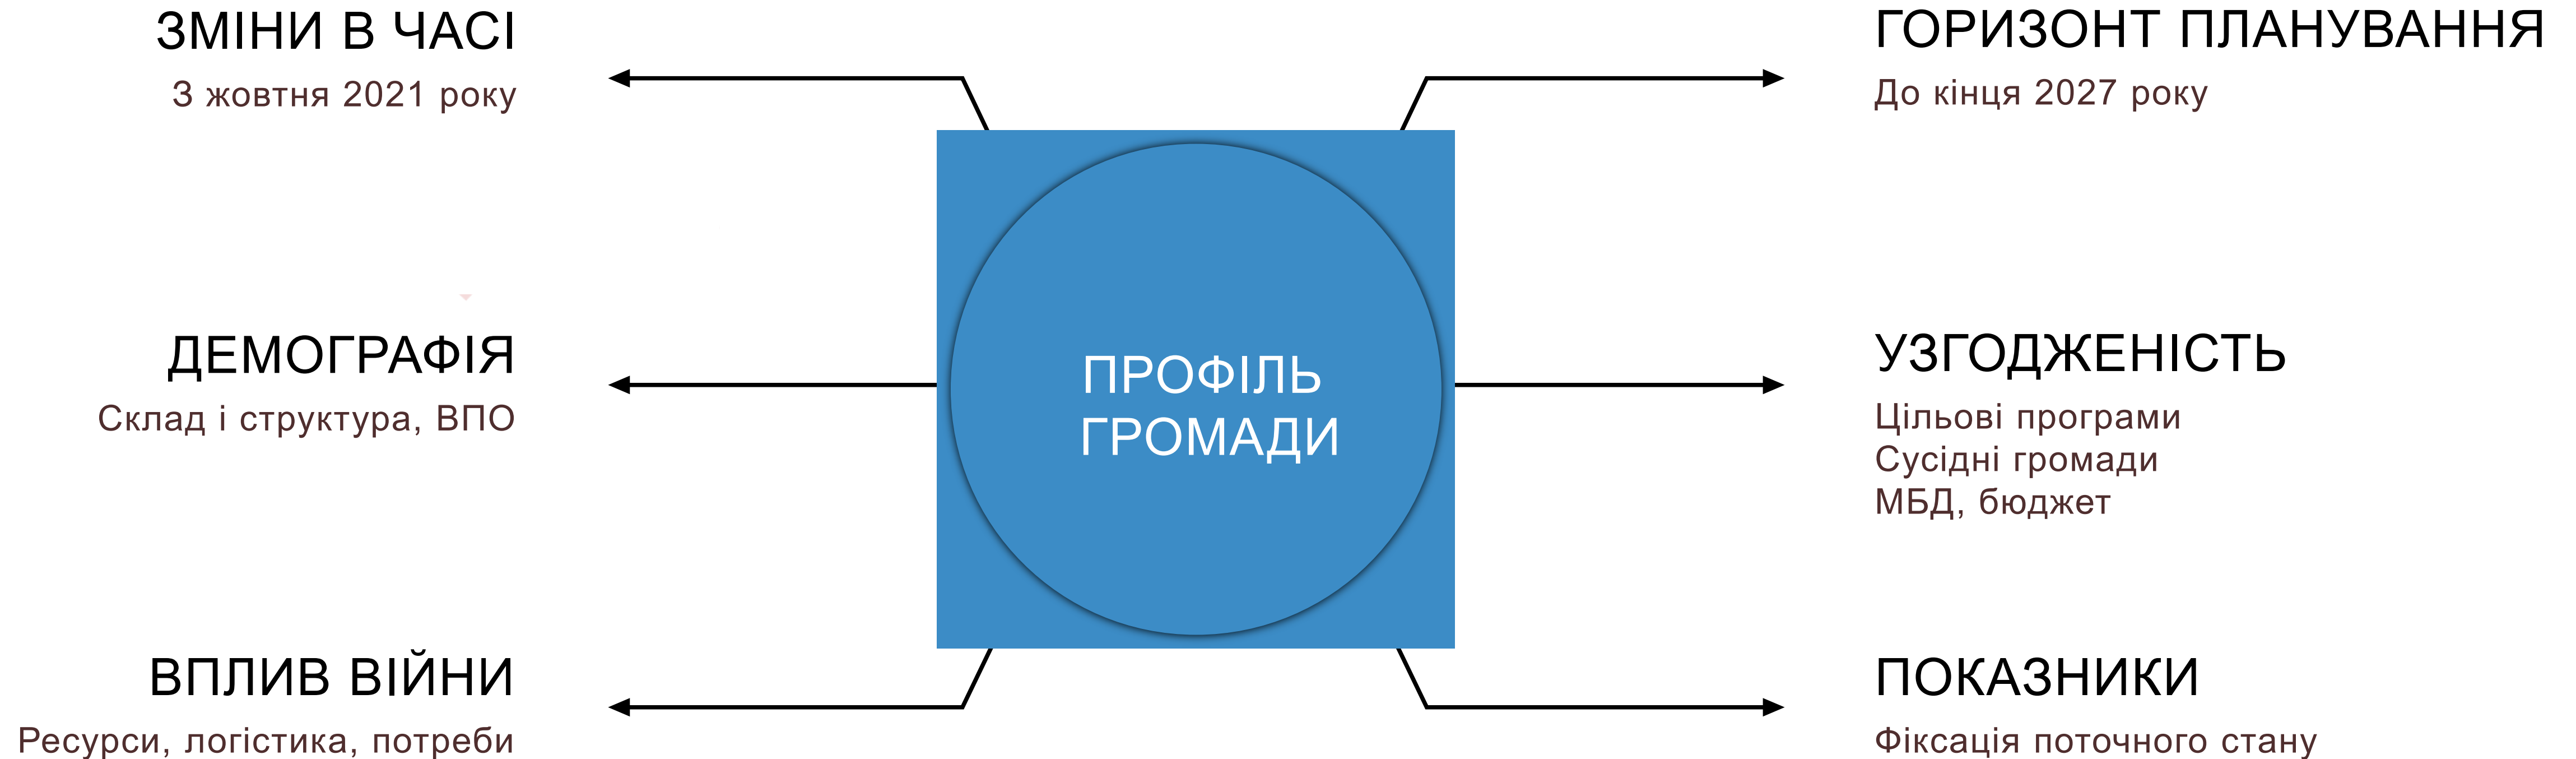 ЗМІНИ В ЧАСІ
З жовтня 2021 року
ДЕМОГРАФІЯ
Склад і структура, ВПО
ВПЛИВ ВІЙНИ
Ресурси, логістика, потреби
ПРОФІЛЬ
ГРОМАДИ
ГОРИЗОНТ ПЛАНУВАННЯ
До кінця 2027 року
УЗГОДЖЕНІСТЬ
Цільові програми
Сусідні громади
МБД, бюджет
ПОКАЗНИКИ
Фіксація поточного стану